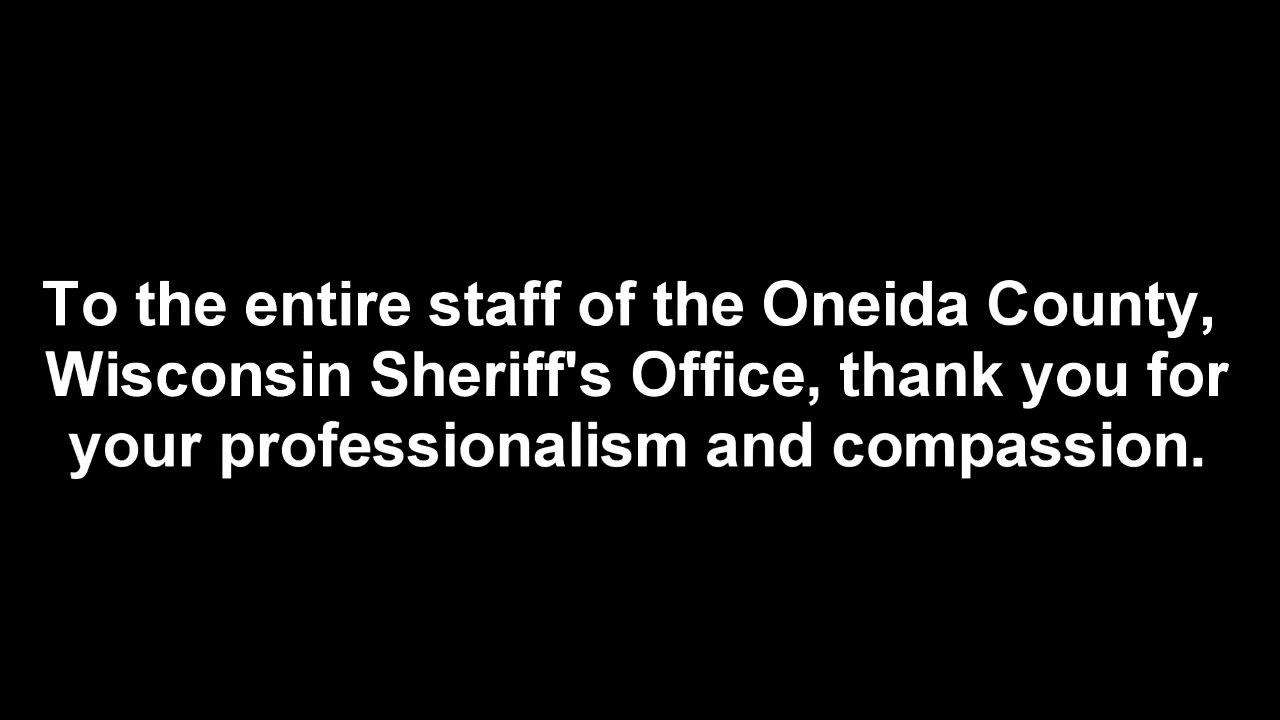 To the entire staff of the Oneida County,
Wisconsin Sheriff's Office, thank you for
your professionalism and compassion.